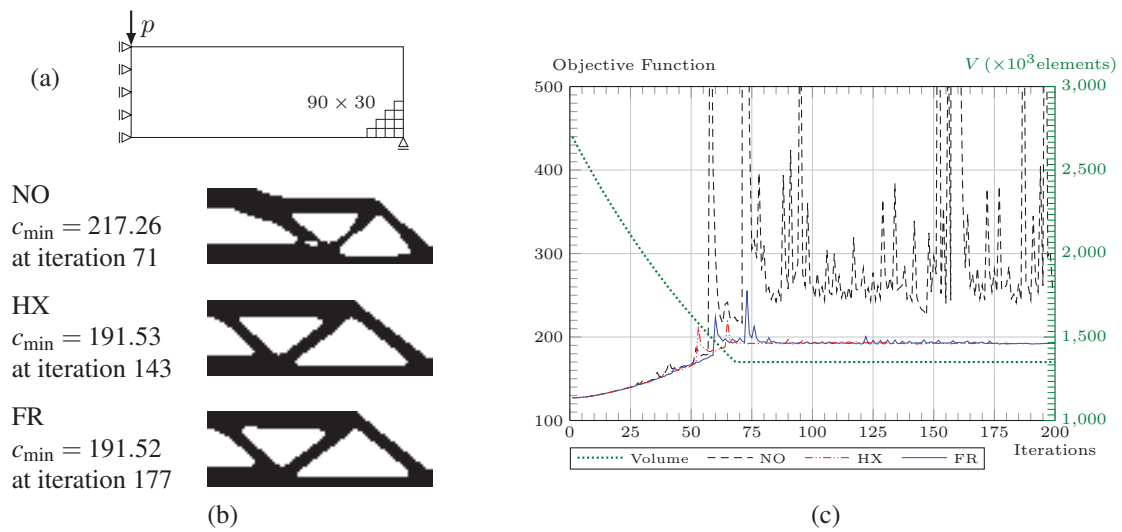 p
(a)
90 × 30
NO
c_min = 217.26
at iteration 71
HX
c_min = 191.53
at iteration 143
FR
c_min = 191.52
at iteration 177
(b)
Objective Function
V (×10³elements)
500
400
300
200
100
3,000
2,500
2,000
1,500
1,000
0 25 50 75 100 125 150 175 200
Iterations
Volume NO HX FR
(c)